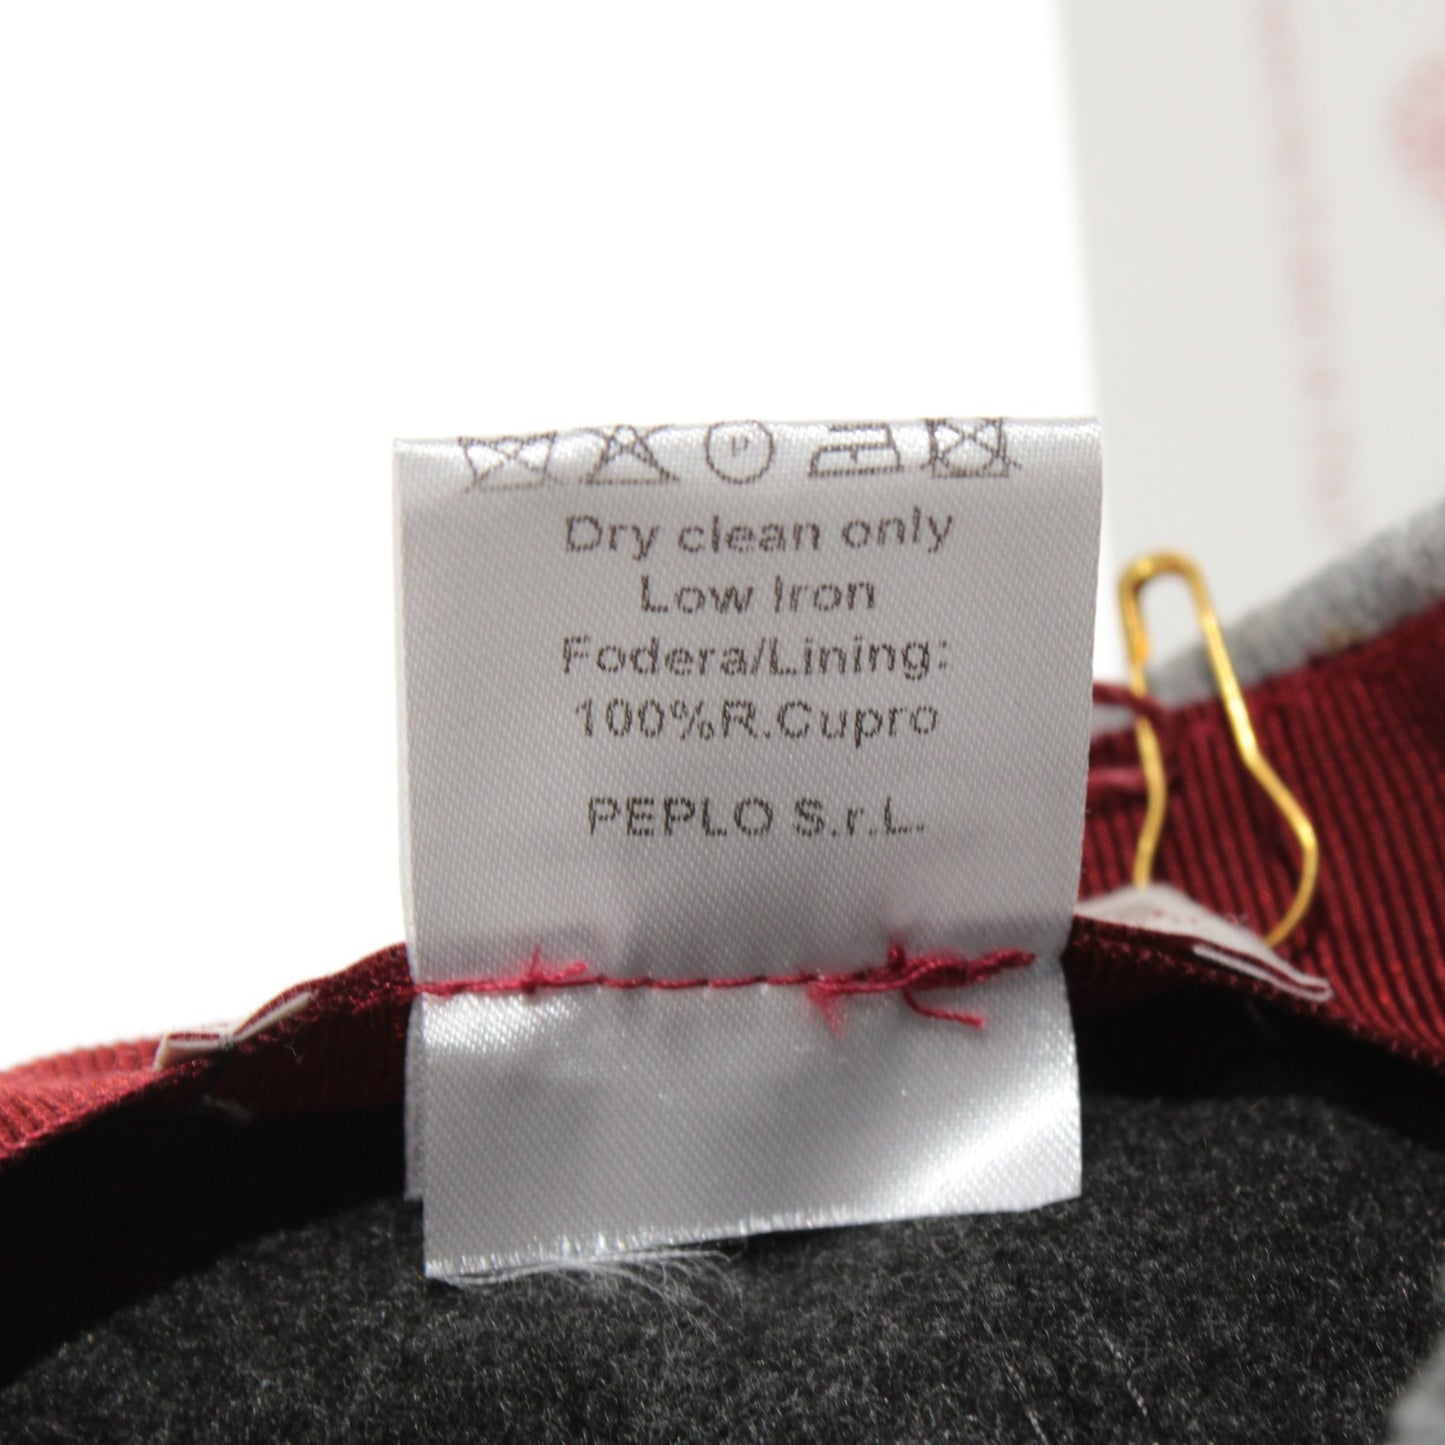 P
Dry clean only
Low Iron
Fodera/Lining:
100%R.Cupro
PEPLO S.r.L.